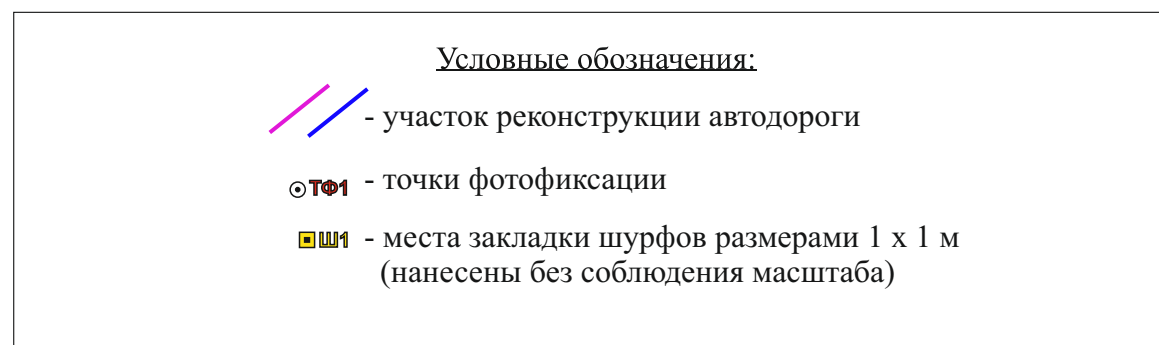 Условные обозначения:
- участок реконструкции автодороги
ТФ1 - точки фотофиксации
Ш1 - места закладки шурфов размерами 1 х 1 м
(нанесены без соблюдения масштаба)